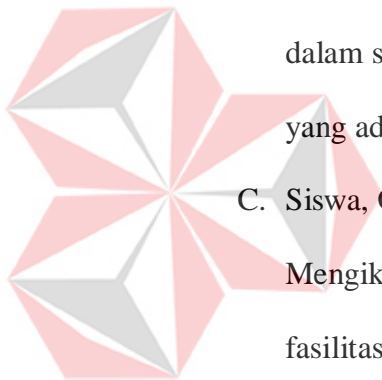 dalam s
yang ad
C. Siswa,
Mengik
fasilitas